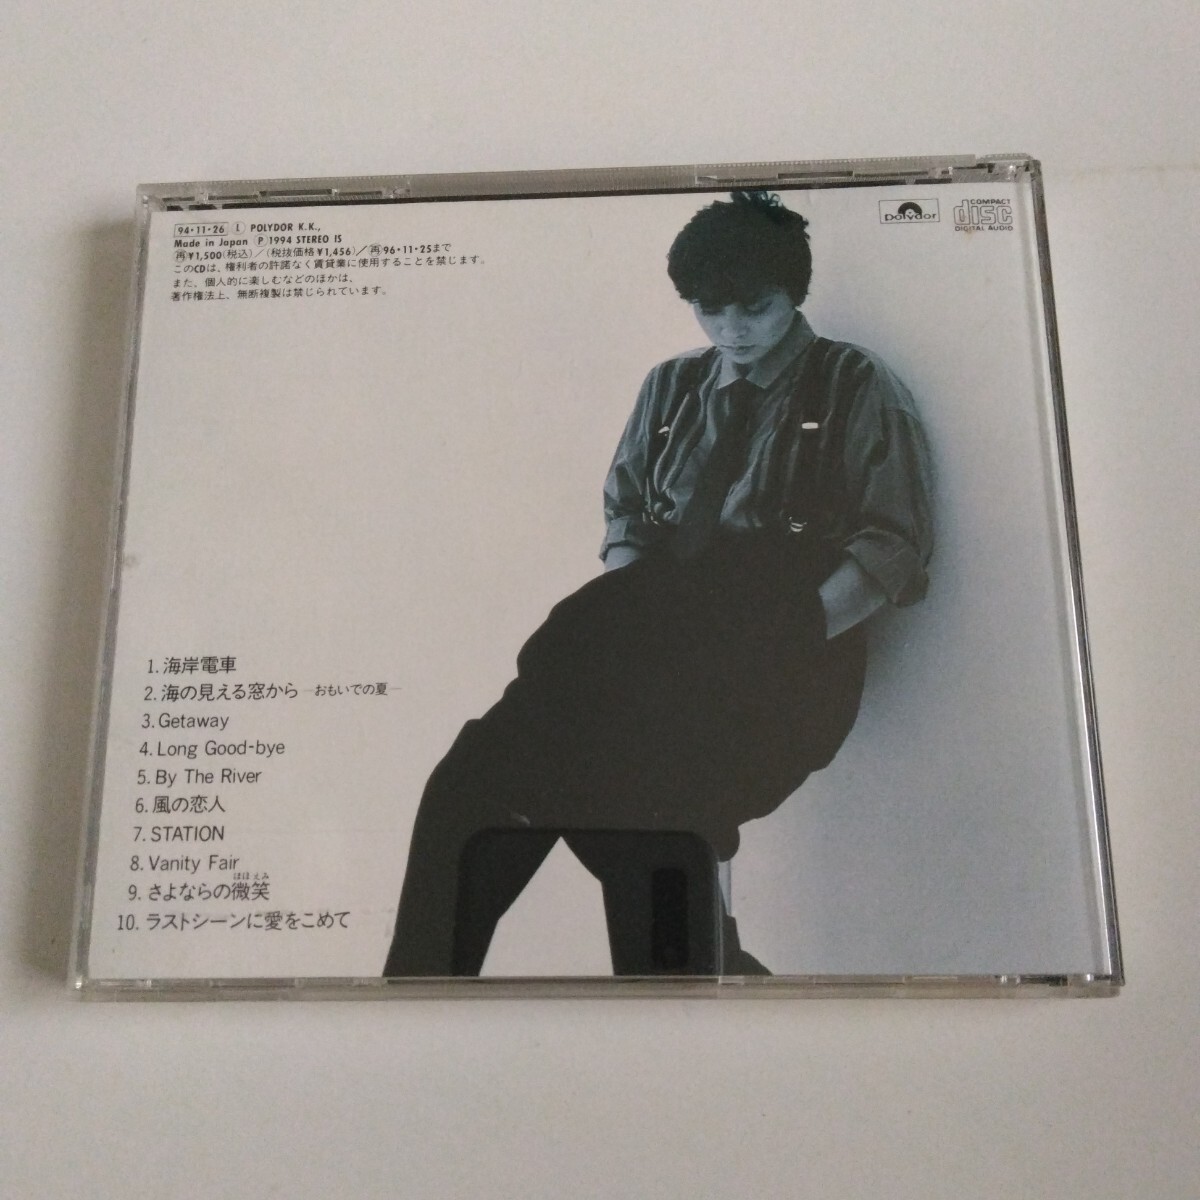 94・11・26 Ⓛ POLYDOR K.K.,
Made in Japan Ⓟ 1994 STEREO IS
㊞¥1,500(税込)/(税抜価格¥1,456)/再96・11・25まで
このCDは、権利者の許諾なく賃貸業に使用することを禁じます。
また、個人的に楽しむなどのほかは、
著作権法上、無断複製は禁じられています。
polydor
COMPACT
disc
DIGITAL AUDIO
1. 海岸電車
2. 海の見える窓から —おもいでの夏—
3. Getaway
4. Long Good-bye
5. By The River
6. 風の恋人
7. STATION
8. Vanity Fair
ほほえみ
9. さよならの微笑
10. ラストシーンに愛をこめて